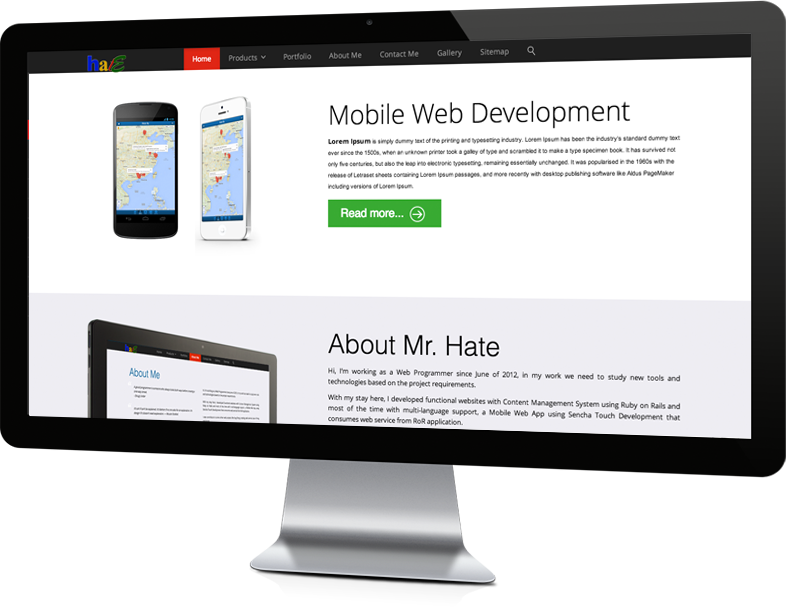 hate
Home Products Portfolio About Me Contact Me Gallery Sitemap
Mobile Web Development
Lorem Ipsum is simply dummy text of the printing and typesetting industry. Lorem Ipsum has been the industry's standard dummy text
ever since the 1500s, when an unknown printer took a galley of type and scrambled it to make a type specimen book. It has survived not
only five centuries, but also the leap into electronic typesetting, remaining essentially unchanged. It was popularised in the 1960s with the
release of Letraset sheets containing Lorem Ipsum passages, and more recently with desktop publishing software like Aldus PageMaker
including versions of Lorem Ipsum.
Read more...
About Mr. Hate
Hi, I'm working as a Web Programmer since June of 2012, in my work we need to study new tools and
technologies based on the project requirements.
With my stay here, I developed functional websites with Content Management System using Ruby on Rails and
most of the time with multi-language support, a Mobile Web App using Sencha Touch Development that
consumes web service from RoR application.
About Me